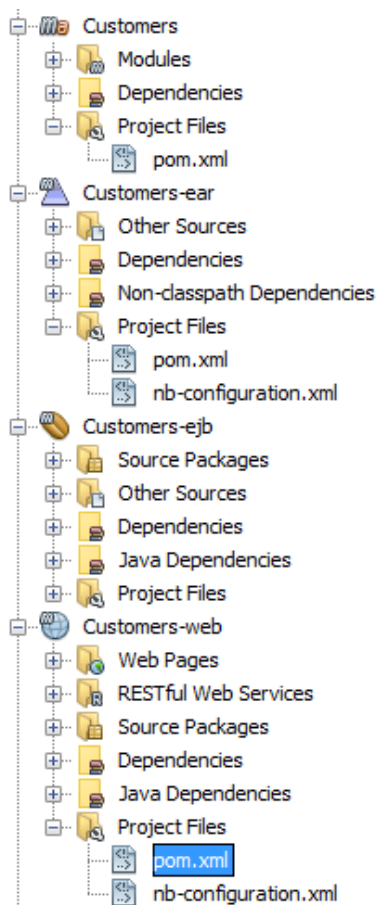 Customers
Modules
Dependencies
Project Files
pom.xml
Customers-ear
Other Sources
Dependencies
Non-classpath Dependencies
Project Files
pom.xml
nb-configuration.xml
Customers-ejb
Source Packages
Other Sources
Dependencies
Java Dependencies
Project Files
Customers-web
Web Pages
RESTful Web Services
Source Packages
Dependencies
Java Dependencies
Project Files
pom.xml
nb-configuration.xml